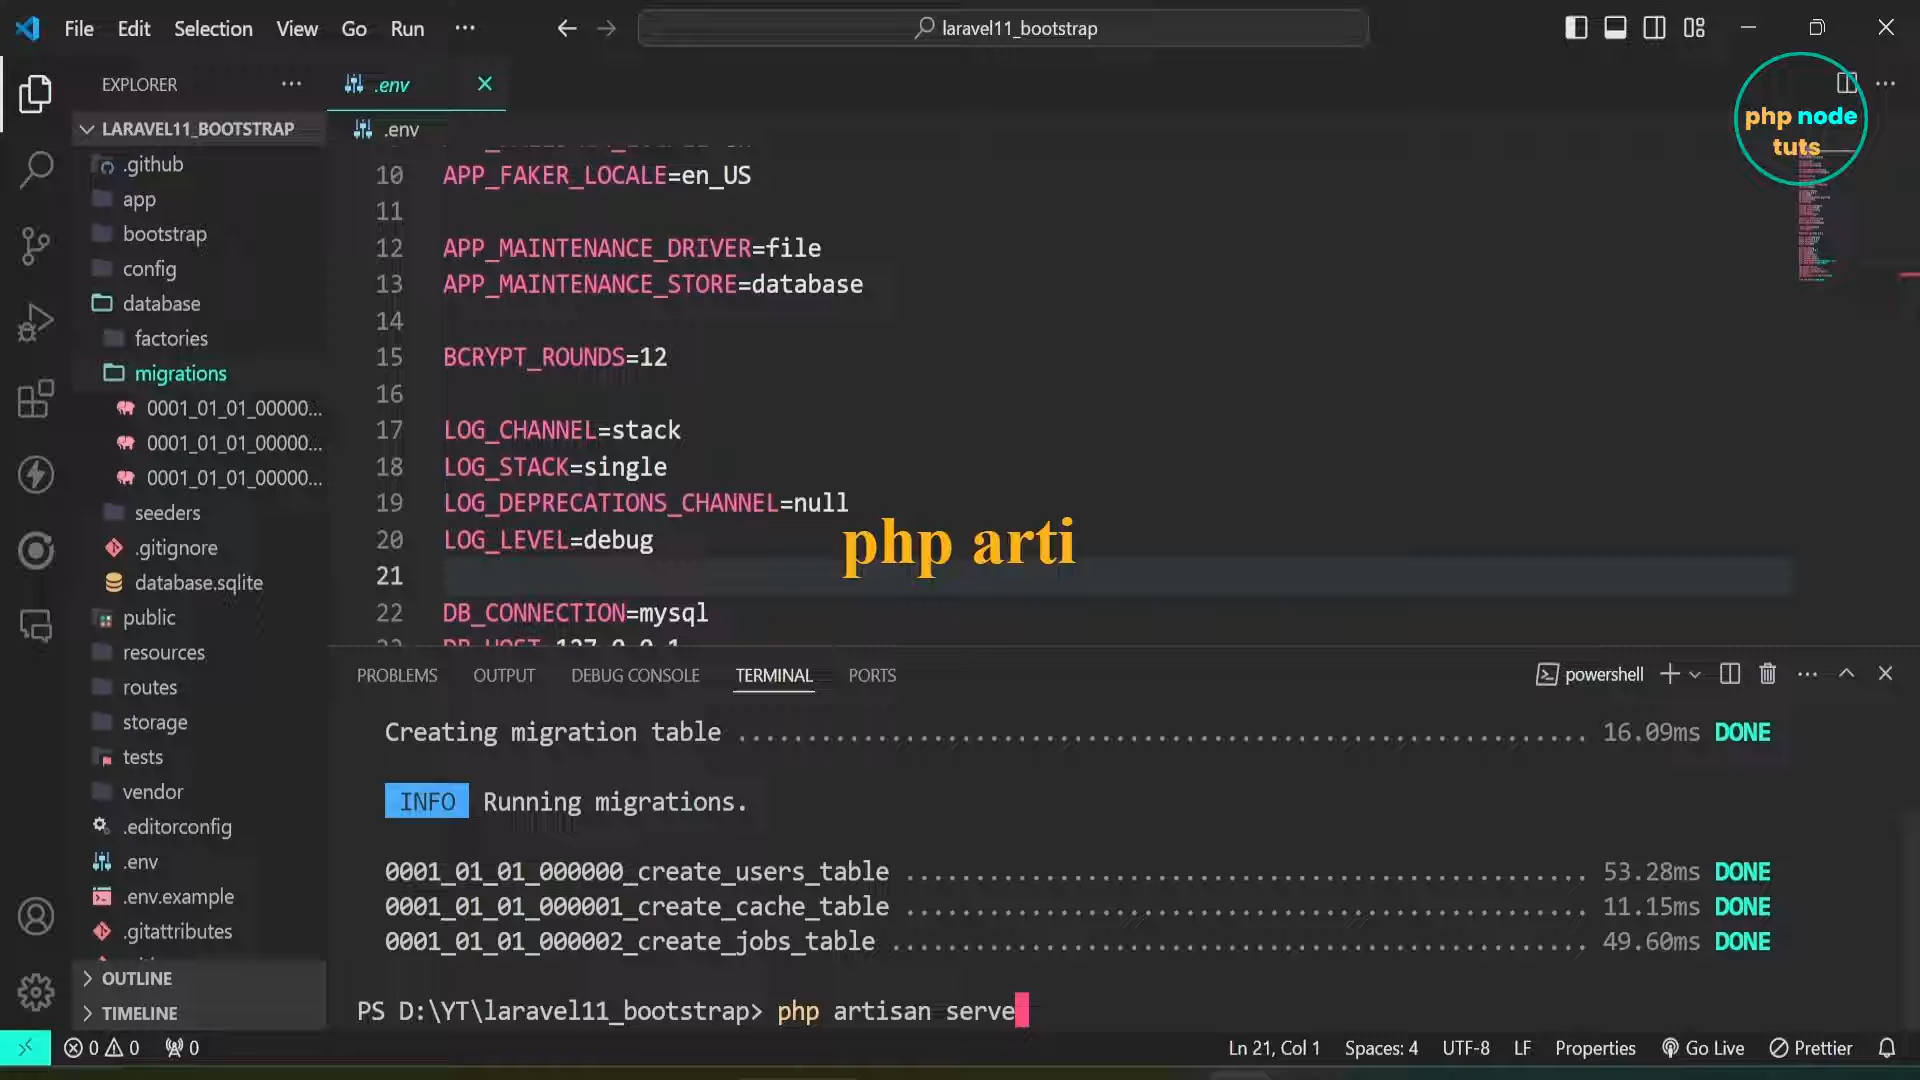 File Edit Selection View Go Run ···
laravel11_bootstrap
EXPLORER ···
LARAVEL11_BOOTSTRAP
.github
app
bootstrap
config
database
factories
migrations
0001_01_01_00000...
0001_01_01_00000...
0001_01_01_00000...
seeders
.gitignore
database.sqlite
public
resources
routes
storage
tests
vendor
.editorconfig
.env
.env.example
.gitattributes
OUTLINE
TIMELINE
.env
.env
php node
tuts
10 APP_FAKER_LOCALE=en_US
11
12 APP_MAINTENANCE_DRIVER=file
13 APP_MAINTENANCE_STORE=database
14
15 BCRYPT_ROUNDS=12
16
17 LOG_CHANNEL=stack
18 LOG_STACK=single
19 LOG_DEPRECATIONS_CHANNEL=null
20 LOG_LEVEL=debug
php arti
21
22 DB_CONNECTION=mysql
PROBLEMS OUTPUT DEBUG CONSOLE TERMINAL PORTS
powershell
Creating migration table ............................................................. 16.09ms DONE
INFO Running migrations.
0001_01_01_000000_create_users_table ................................................. 53.28ms DONE
0001_01_01_000001_create_cache_table ................................................. 11.15ms DONE
0001_01_01_000002_create_jobs_table .................................................. 49.60ms DONE
PS D:\YT\laravel11_bootstrap> php artisan serve
0 0 0
Ln 21, Col 1 Spaces: 4 UTF-8 LF Properties Go Live Prettier